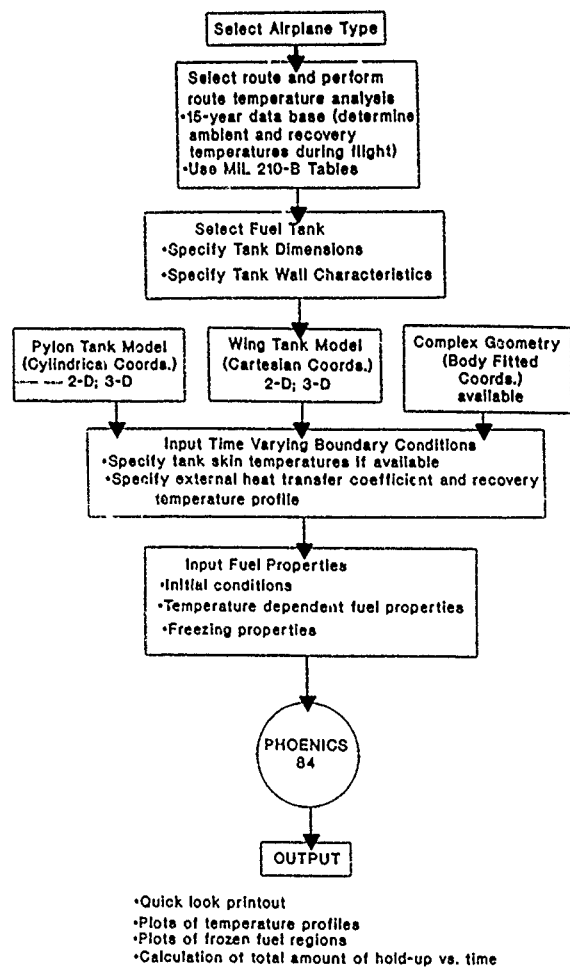 Select Airplane Type
Select route and perform
route temperature analysis
•15-year data base (determine
ambient and recovery
temperatures during flight)
•Use MIL 210-B Tables
Select Fuel Tank
•Specify Tank Dimensions
•Specify Tank Wall Characteristics
Pylon Tank Model
(Cylindrical Coords.)
2-D; 3-D
Wing Tank Model
(Cartesian Coords.)
2-D; 3-D
Complex Geometry
(Body Fitted
Coords.)
available
Input Time Varying Boundary Conditions
•Specify tank skin temperatures if available
•Specify external heat transfer coefficient and recovery
temperature profile
Input Fuel Properties
•Initial conditions
•Temperature dependent fuel properties
•Freezing properties
PHOENICS
84
OUTPUT
•Quick look printout
•Plots of temperature profiles
•Plots of frozen fuel regions
•Calculation of total amount of hold-up vs. time